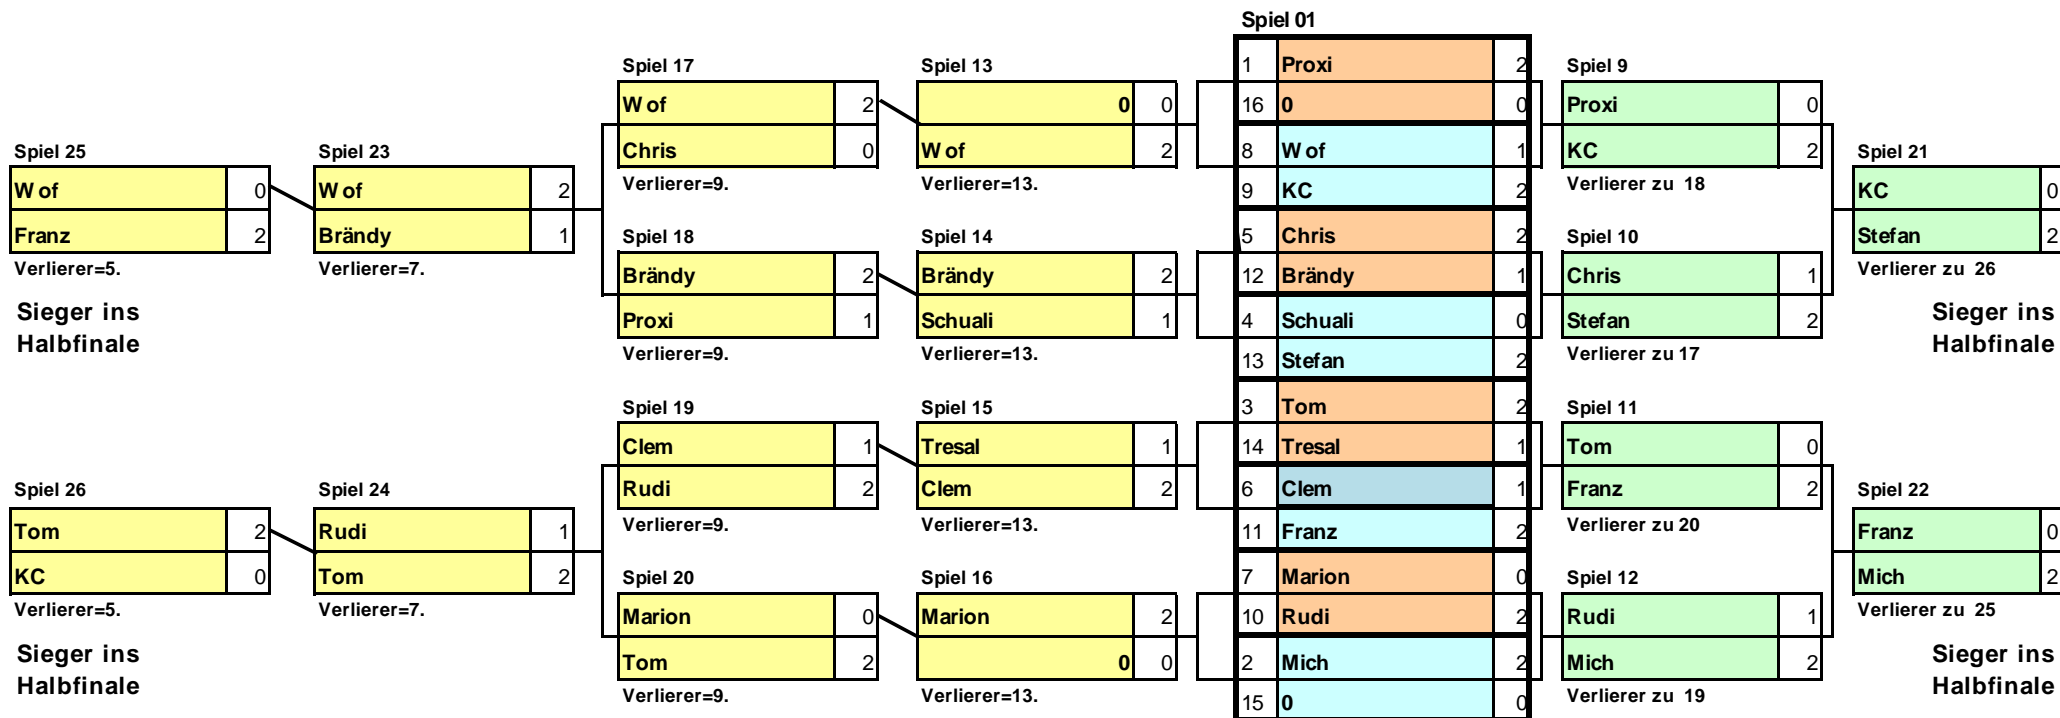 Spiel 01
1 Proxi 2
Spiel 17 Spiel 13 Spiel 9
Wof 2 0 0 16 0 0 Proxi 0
Spiel 25 Spiel 23 Chris 0 Wof 2 8 Wof 1 KC 2 Spiel 21
Wof 0 Wof 2 Verlierer=9. Verlierer=13. 9 KC 2 Verlierer zu 18 KC 0
Franz 2 Brändy 1 Spiel 18 Spiel 14 5 Chris 2 Spiel 10 Stefan 2
Verlierer=5. Verlierer=7. Brändy 2 Brändy 2 12 Brändy 1 Chris 1 Verlierer zu 26
Sieger ins Proxi 1 Schuali 1 4 Schuali 0 Stefan 2 Sieger ins
Halbfinale Verlierer=9. Verlierer=13. 13 Stefan 2 Verlierer zu 17 Halbfinale
Spiel 19 Spiel 15 3 Tom 2 Spiel 11
Clem 1 Tresal 1 14 Tresal 1 Tom 0
Spiel 26 Spiel 24 Rudi 2 Clem 2 6 Clem 1 Franz 2 Spiel 22
Tom 2 Rudi 1 Verlierer=9. Verlierer=13. 11 Franz 2 Verlierer zu 20 Franz 0
KC 0 Tom 2 Spiel 20 Spiel 16 7 Marion 0 Spiel 12 Mich 2
Verlierer=5. Verlierer=7. Marion 0 Marion 2 10 Rudi 2 Rudi 1 Verlierer zu 25
Sieger ins Tom 2 0 0 2 Mich 2 Mich 2 Sieger ins
Halbfinale Verlierer=9. Verlierer=13. 15 0 0 Verlierer zu 19 Halbfinale